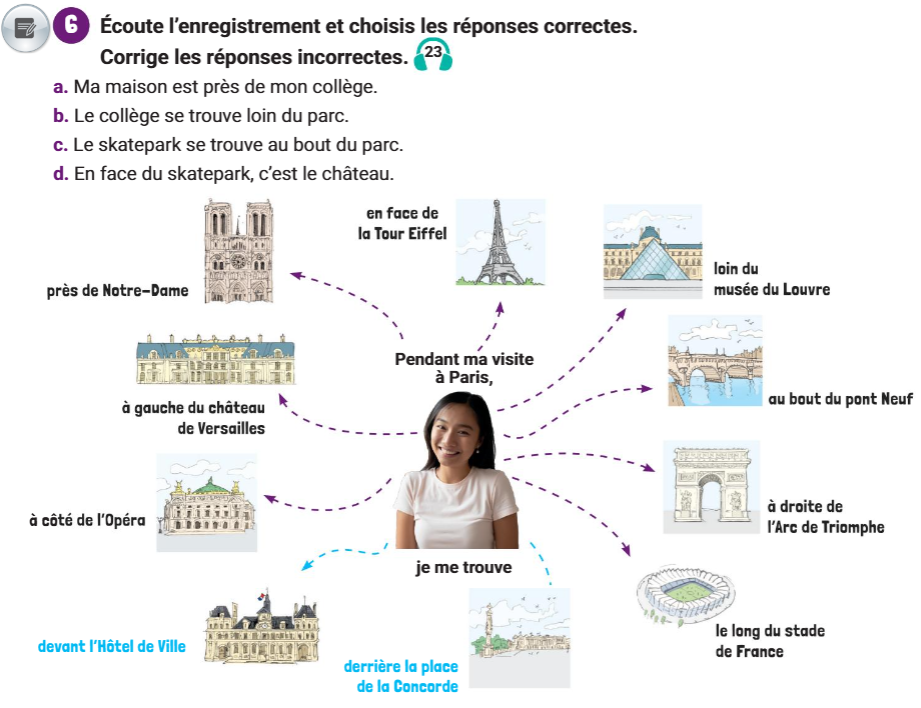 6 Écoute l'enregistrement et choisis les réponses correctes.
Corrige les réponses incorrectes. 23
a. Ma maison est près de mon collège.
b. Le collège se trouve loin du parc.
c. Le skatepark se trouve au bout du parc.
d. En face du skatepark, c'est le château.
en face de
la Tour Eiffel
loin du
musée du Louvre
près de Notre-Dame
Pendant ma visite
à Paris,
au bout du pont Neuf
à gauche du château
de Versailles
à droite de
l'Arc de Triomphe
à côté de l'Opéra
je me trouve
le long du stade
de France
devant l'Hôtel de Ville
derrière la place
de la Concorde